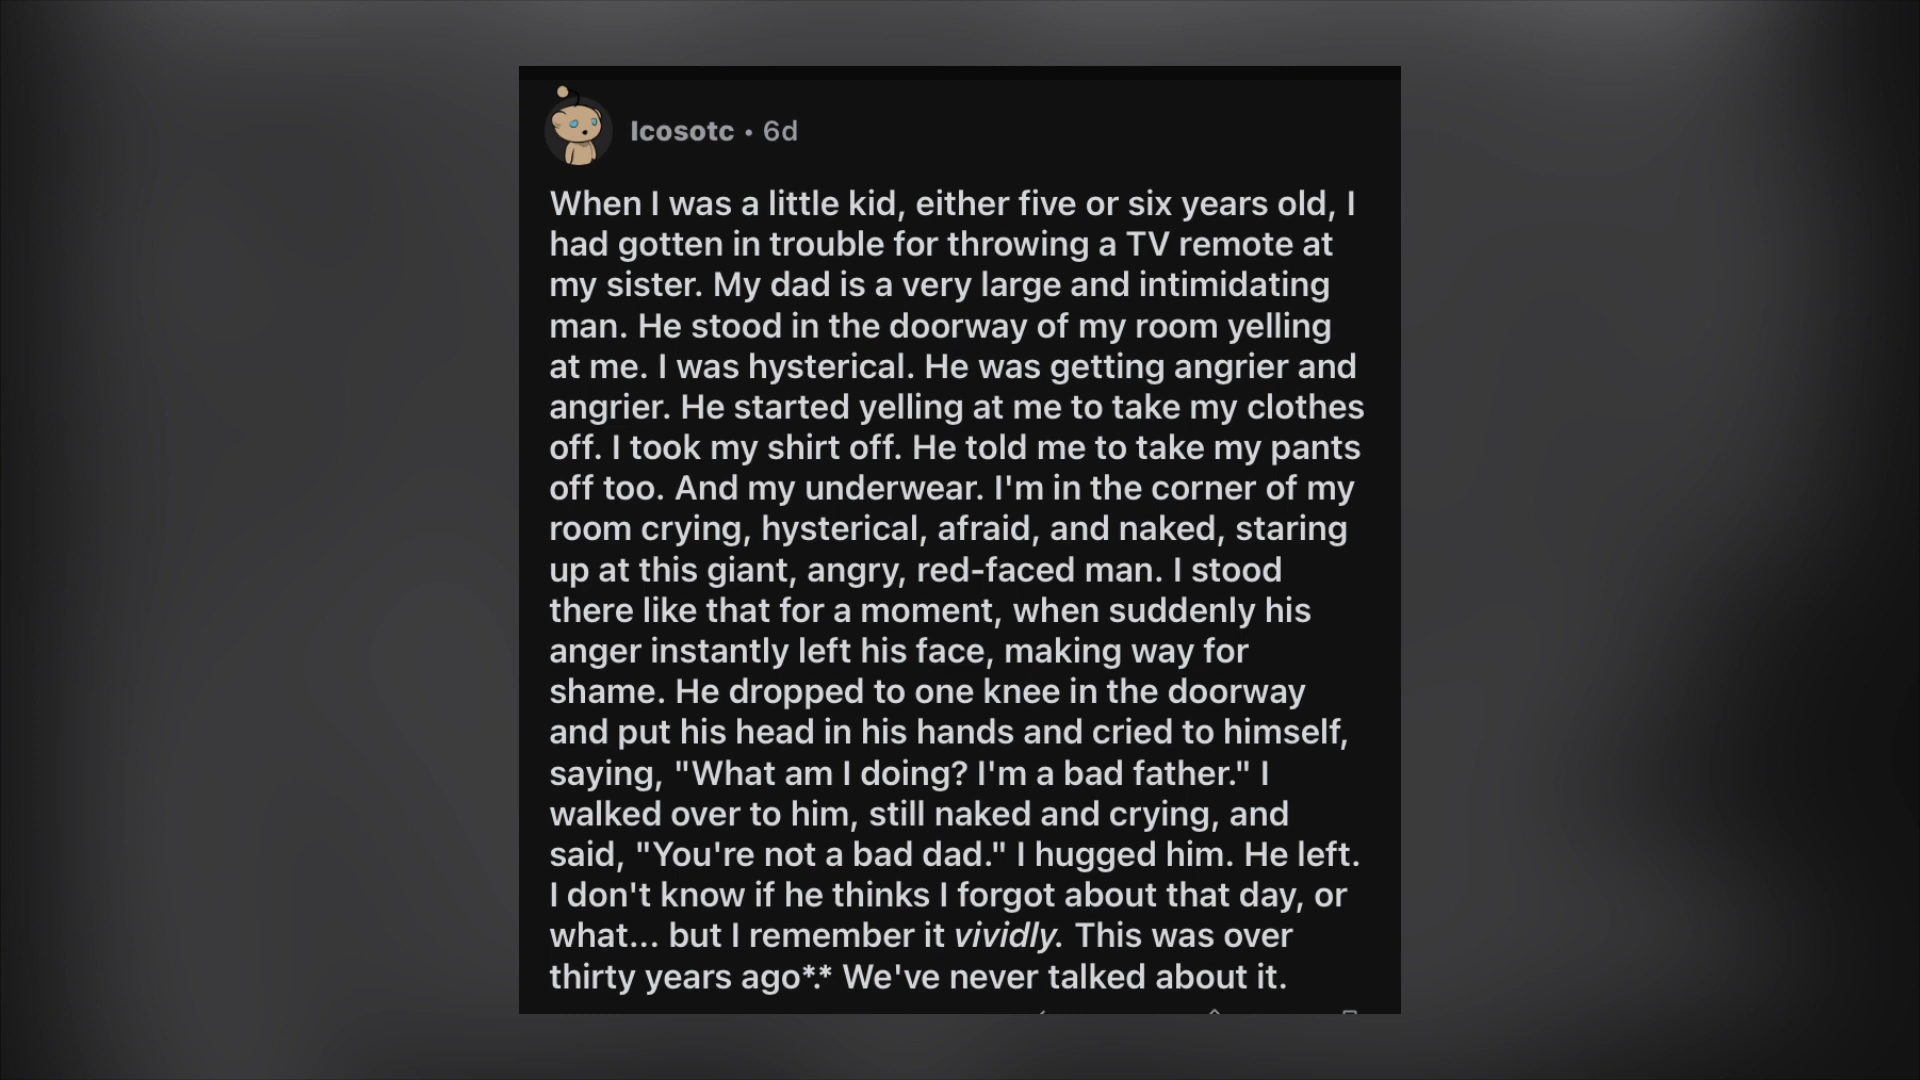 Icosotc • 6d
When I was a little kid, either five or six years old, I
had gotten in trouble for throwing a TV remote at
my sister. My dad is a very large and intimidating
man. He stood in the doorway of my room yelling
at me. I was hysterical. He was getting angrier and
angrier. He started yelling at me to take my clothes
off. I took my shirt off. He told me to take my pants
off too. And my underwear. I'm in the corner of my
room crying, hysterical, afraid, and naked, staring
up at this giant, angry, red-faced man. I stood
there like that for a moment, when suddenly his
anger instantly left his face, making way for
shame. He dropped to one knee in the doorway
and put his head in his hands and cried to himself,
saying, "What am I doing? I'm a bad father." I
walked over to him, still naked and crying, and
said, "You're not a bad dad." I hugged him. He left.
I don't know if he thinks I forgot about that day, or
what... but I remember it vividly. This was over
thirty years ago**.* We've never talked about it.